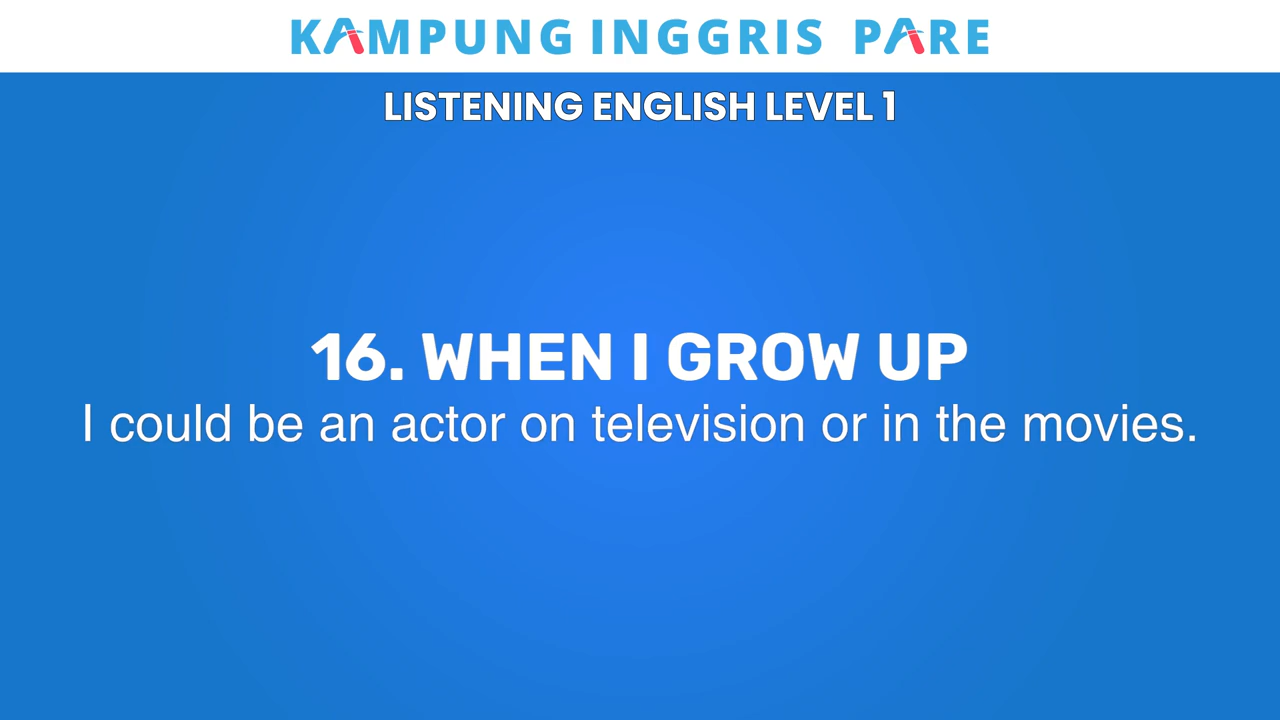 KAMPUNG INGGRIS PARE
LISTENING ENGLISH LEVEL 1
16. WHEN I GROW UP
I could be an actor on television or in the movies.